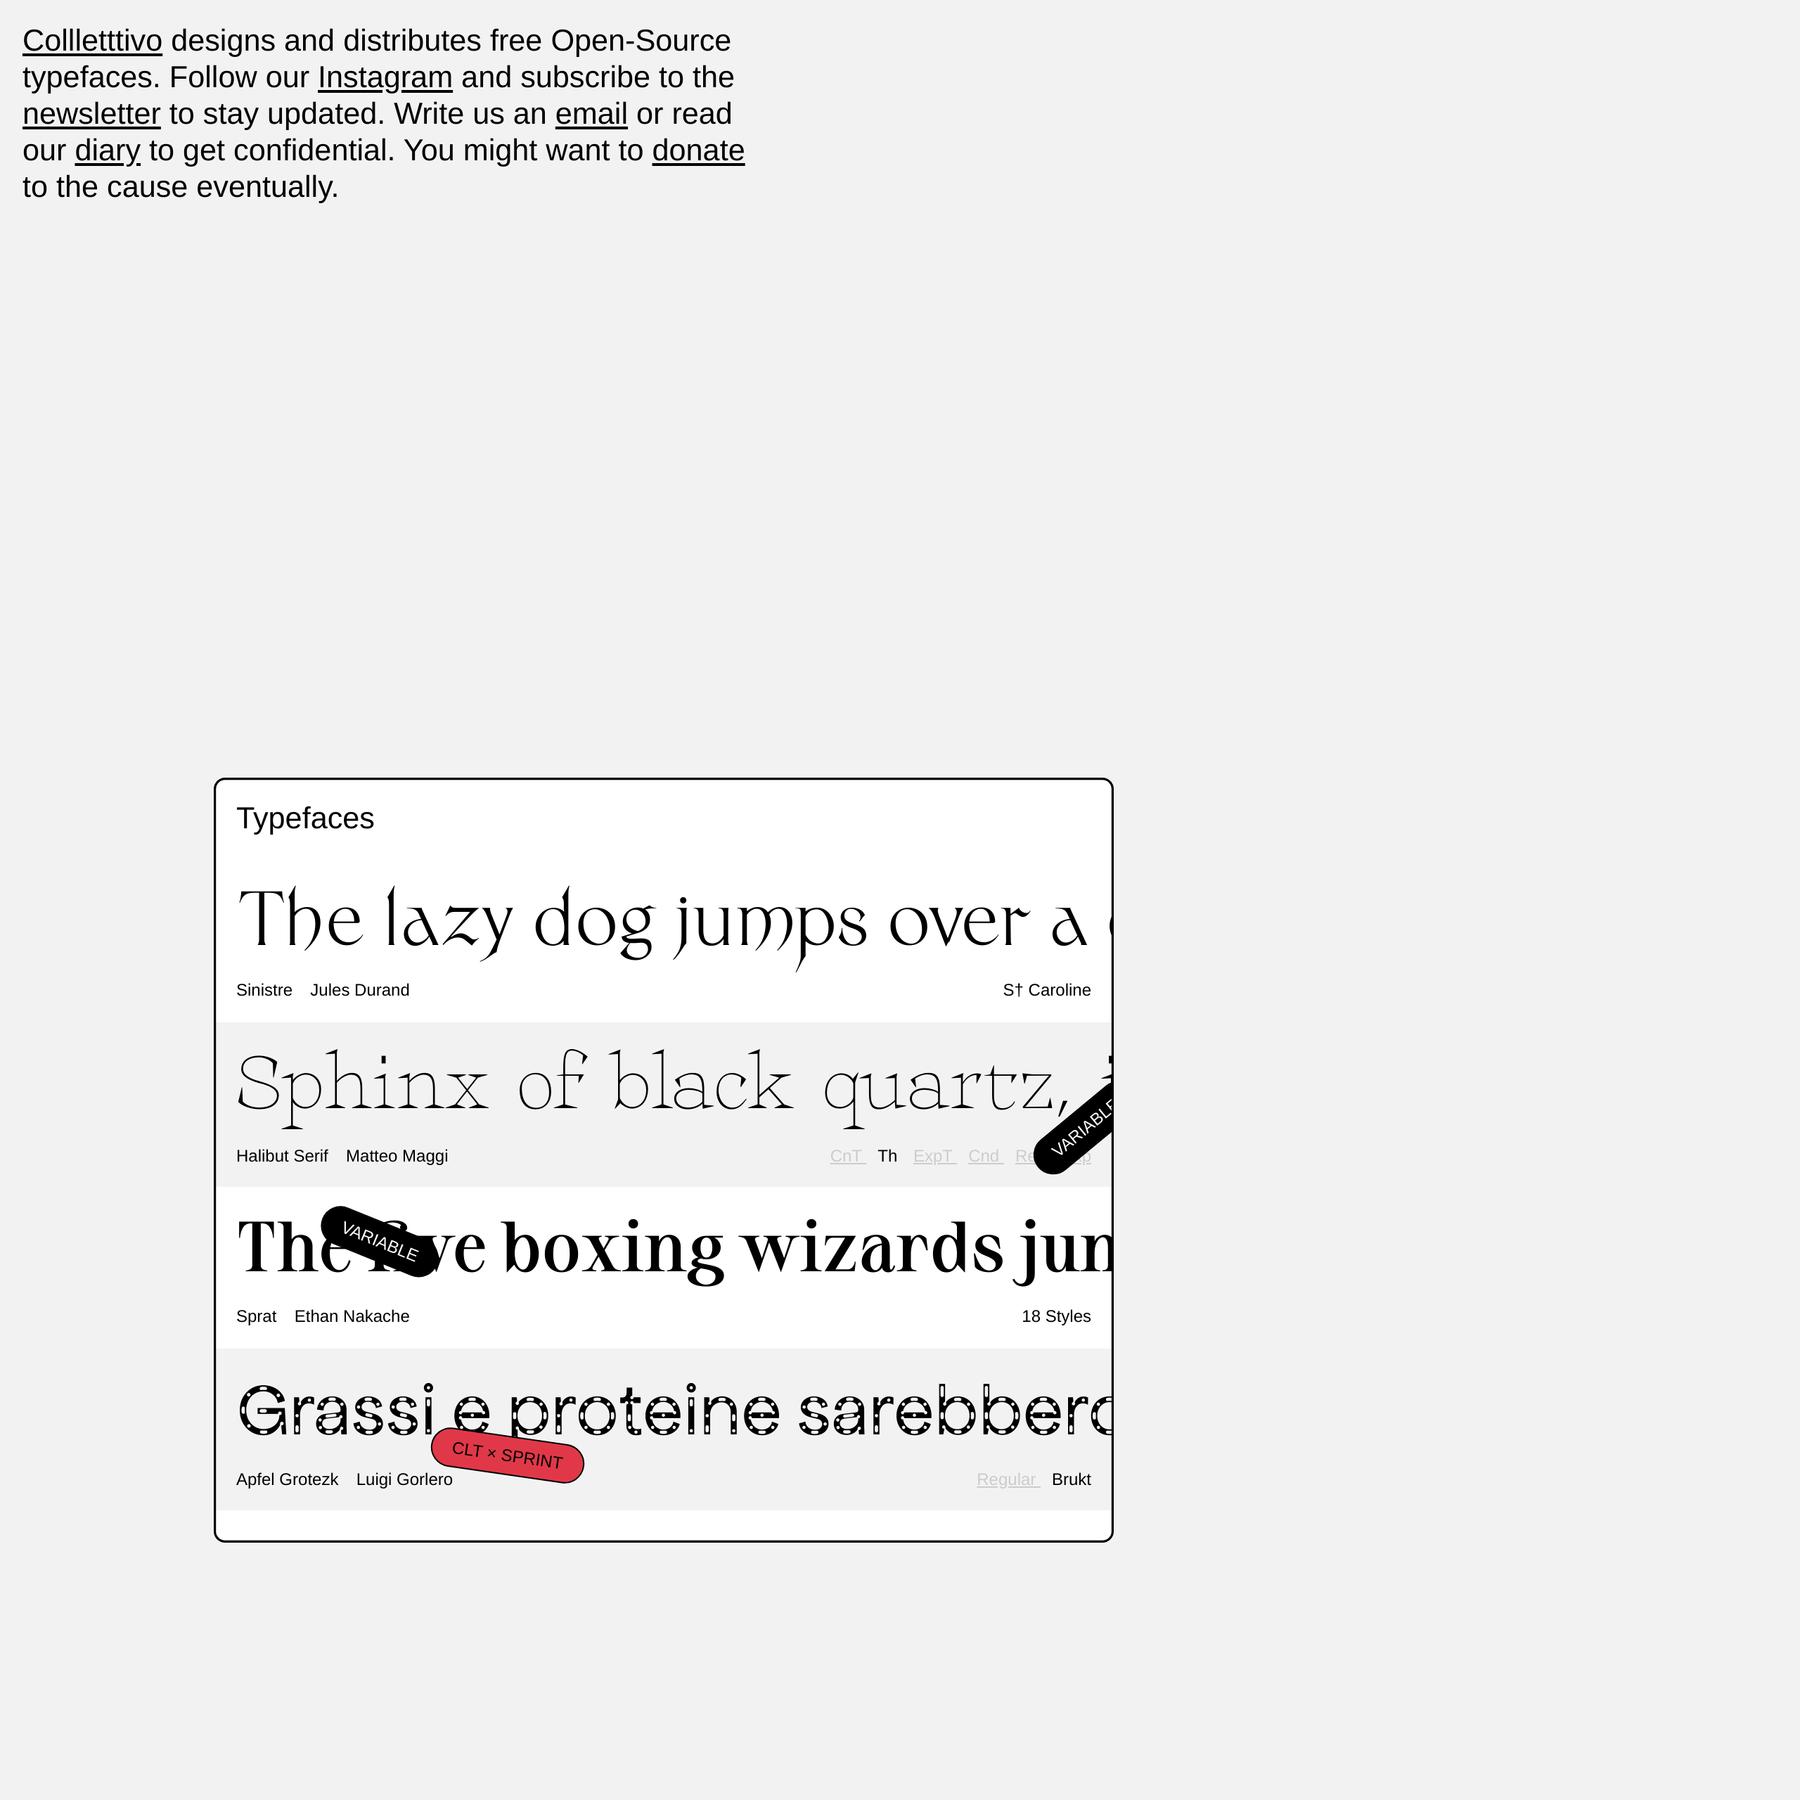 Collletttivo designs and distributes free Open-Source
typefaces. Follow our Instagram and subscribe to the
newsletter to stay updated. Write us an email or read
our diary to get confidential. You might want to donate
to the cause eventually.
Typefaces
The lazy dog jumps over a
Sinistre Jules Durand S† Caroline
Sphinx of black quartz,
VARIABLE
Halibut Serif Matteo Maggi CnT Th ExpT Cnd
VARIABLE
The five boxing wizards
Sprat Ethan Nakache 18 Styles
Grassi e proteine sarebbero
CLT × SPRINT
Apfel Grotezk Luigi Gorlero Regular Brukt